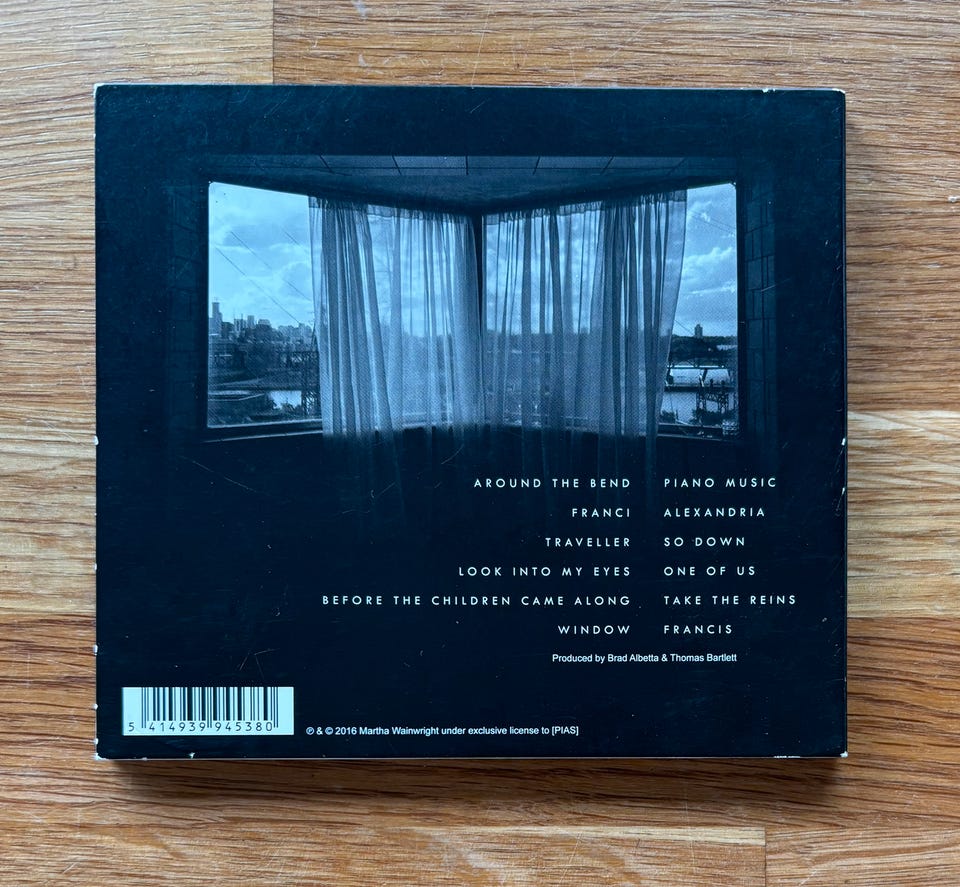 AROUND THE BEND
FRANCI
TRAVELLER
LOOK INTO MY EYES
BEFORE THE CHILDREN CAME ALONG
WINDOW
PIANO MUSIC
ALEXANDRIA
SO DOWN
ONE OF US
TAKE THE REINS
FRANCIS
Produced by Brad Albetta & Thomas Bartlett
5 414939 945380
℗ & © 2016 Martha Wainwright under exclusive license to [PIAS]